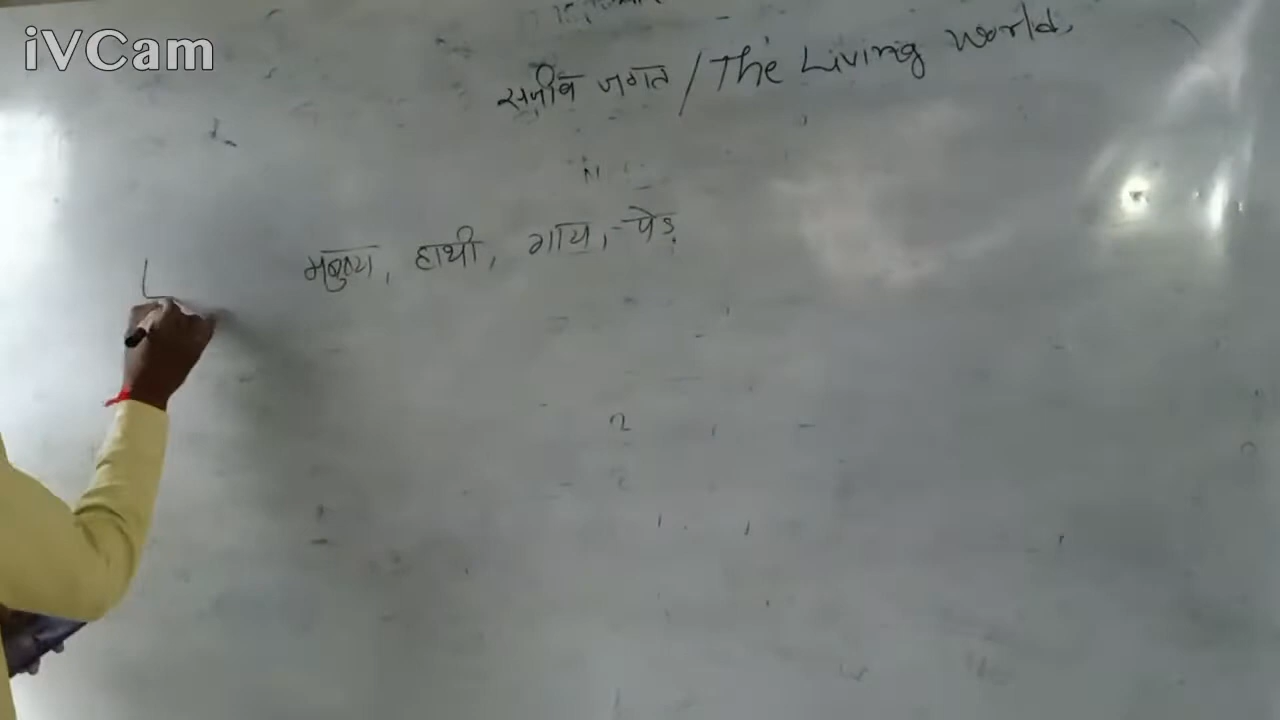 iVCam
सजीव जगत / The Living World,
मनुष्य, हाथी, गाय, पेड़
L